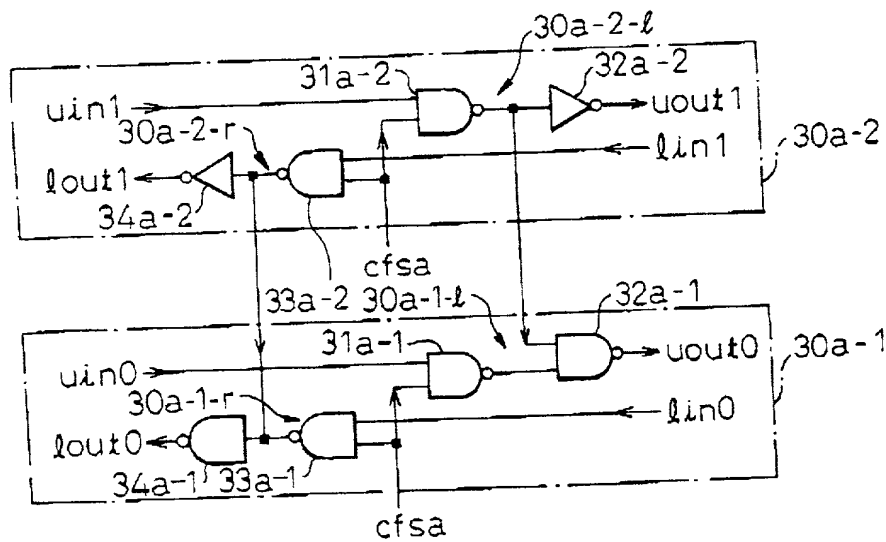 30a-2-ℓ
31a-2
32a-2
uin1
uout1
30a-2-r
ℓin1
30a-2
ℓout1
34a-2
cfsa
33a-2
30a-1-ℓ
32a-1
31a-1
uin0
uout0
30a-1
30a-1-r
ℓin0
ℓout0
34a-1
33a-1
cfsa